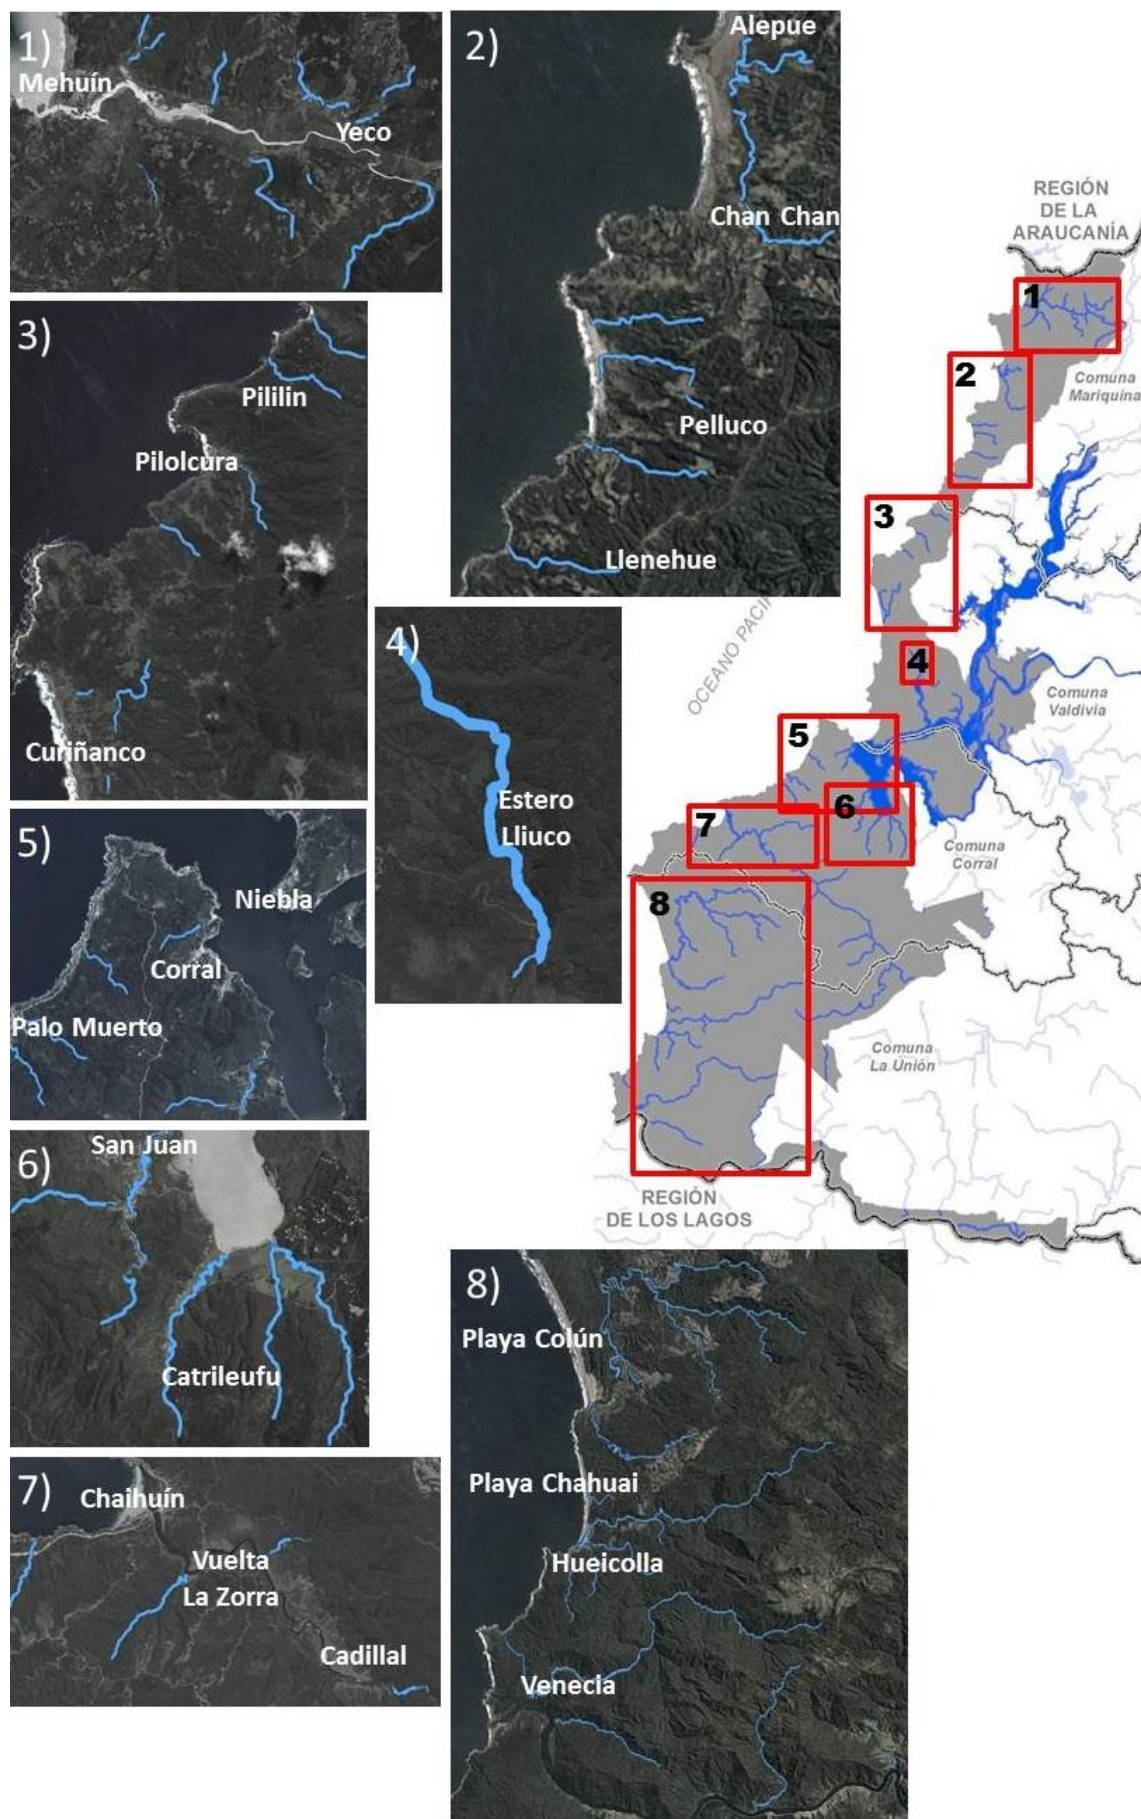 1)
Mehuín
Yeco
2)
Alepue
Chan Chan
Pelluco
Llenehue
3)
Pililin
Pilolcura
Curiñanco
4)
Estero
Lliuco
5)
Niebla
Corral
Palo Muerto
6)
San Juan
Catrileufu
7)
Chaihuín
Vuelta
La Zorra
Cadillal
8)
Playa Colún
Playa Chahuai
Hueicolla
Venecia
REGIÓN
DE LA
ARAUCANÍA
1
2
Comuna
Mariquina
3
OCEANO PACIF
4
Comuna
Valdivia
5
6
7
Comuna
Corral
8
Comuna
La Unión
REGIÓN
DE LOS LAGOS